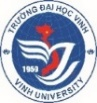 TRƯỜNG ĐẠI HỌC VINH
1959
VINH UNIVERSITY